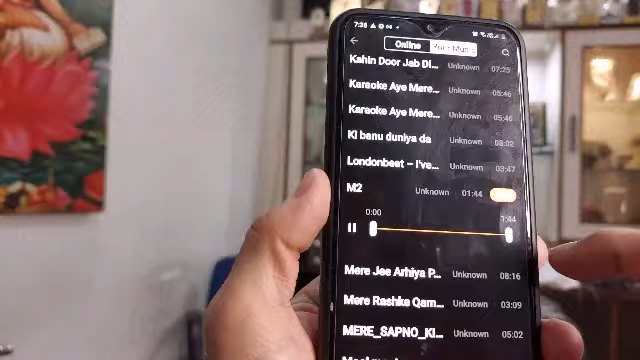 7:36
Online Your Music
Kahin Door Jab Di... Unknown 07:25
Karaoke Aye Mere... Unknown 05:46
Karaoke Aye Mere... Unknown 05:46
Ki banu duniya da Unknown 08:02
Londonbeat – I've... Unknown 03:47
M2 Unknown 01:44
0:00 1:44
Mere Jee Arhiya P... Unknown 08:16
Mere Rashke Qam... Unknown 03:09
MERE_SAPNO_KI... Unknown 05:02